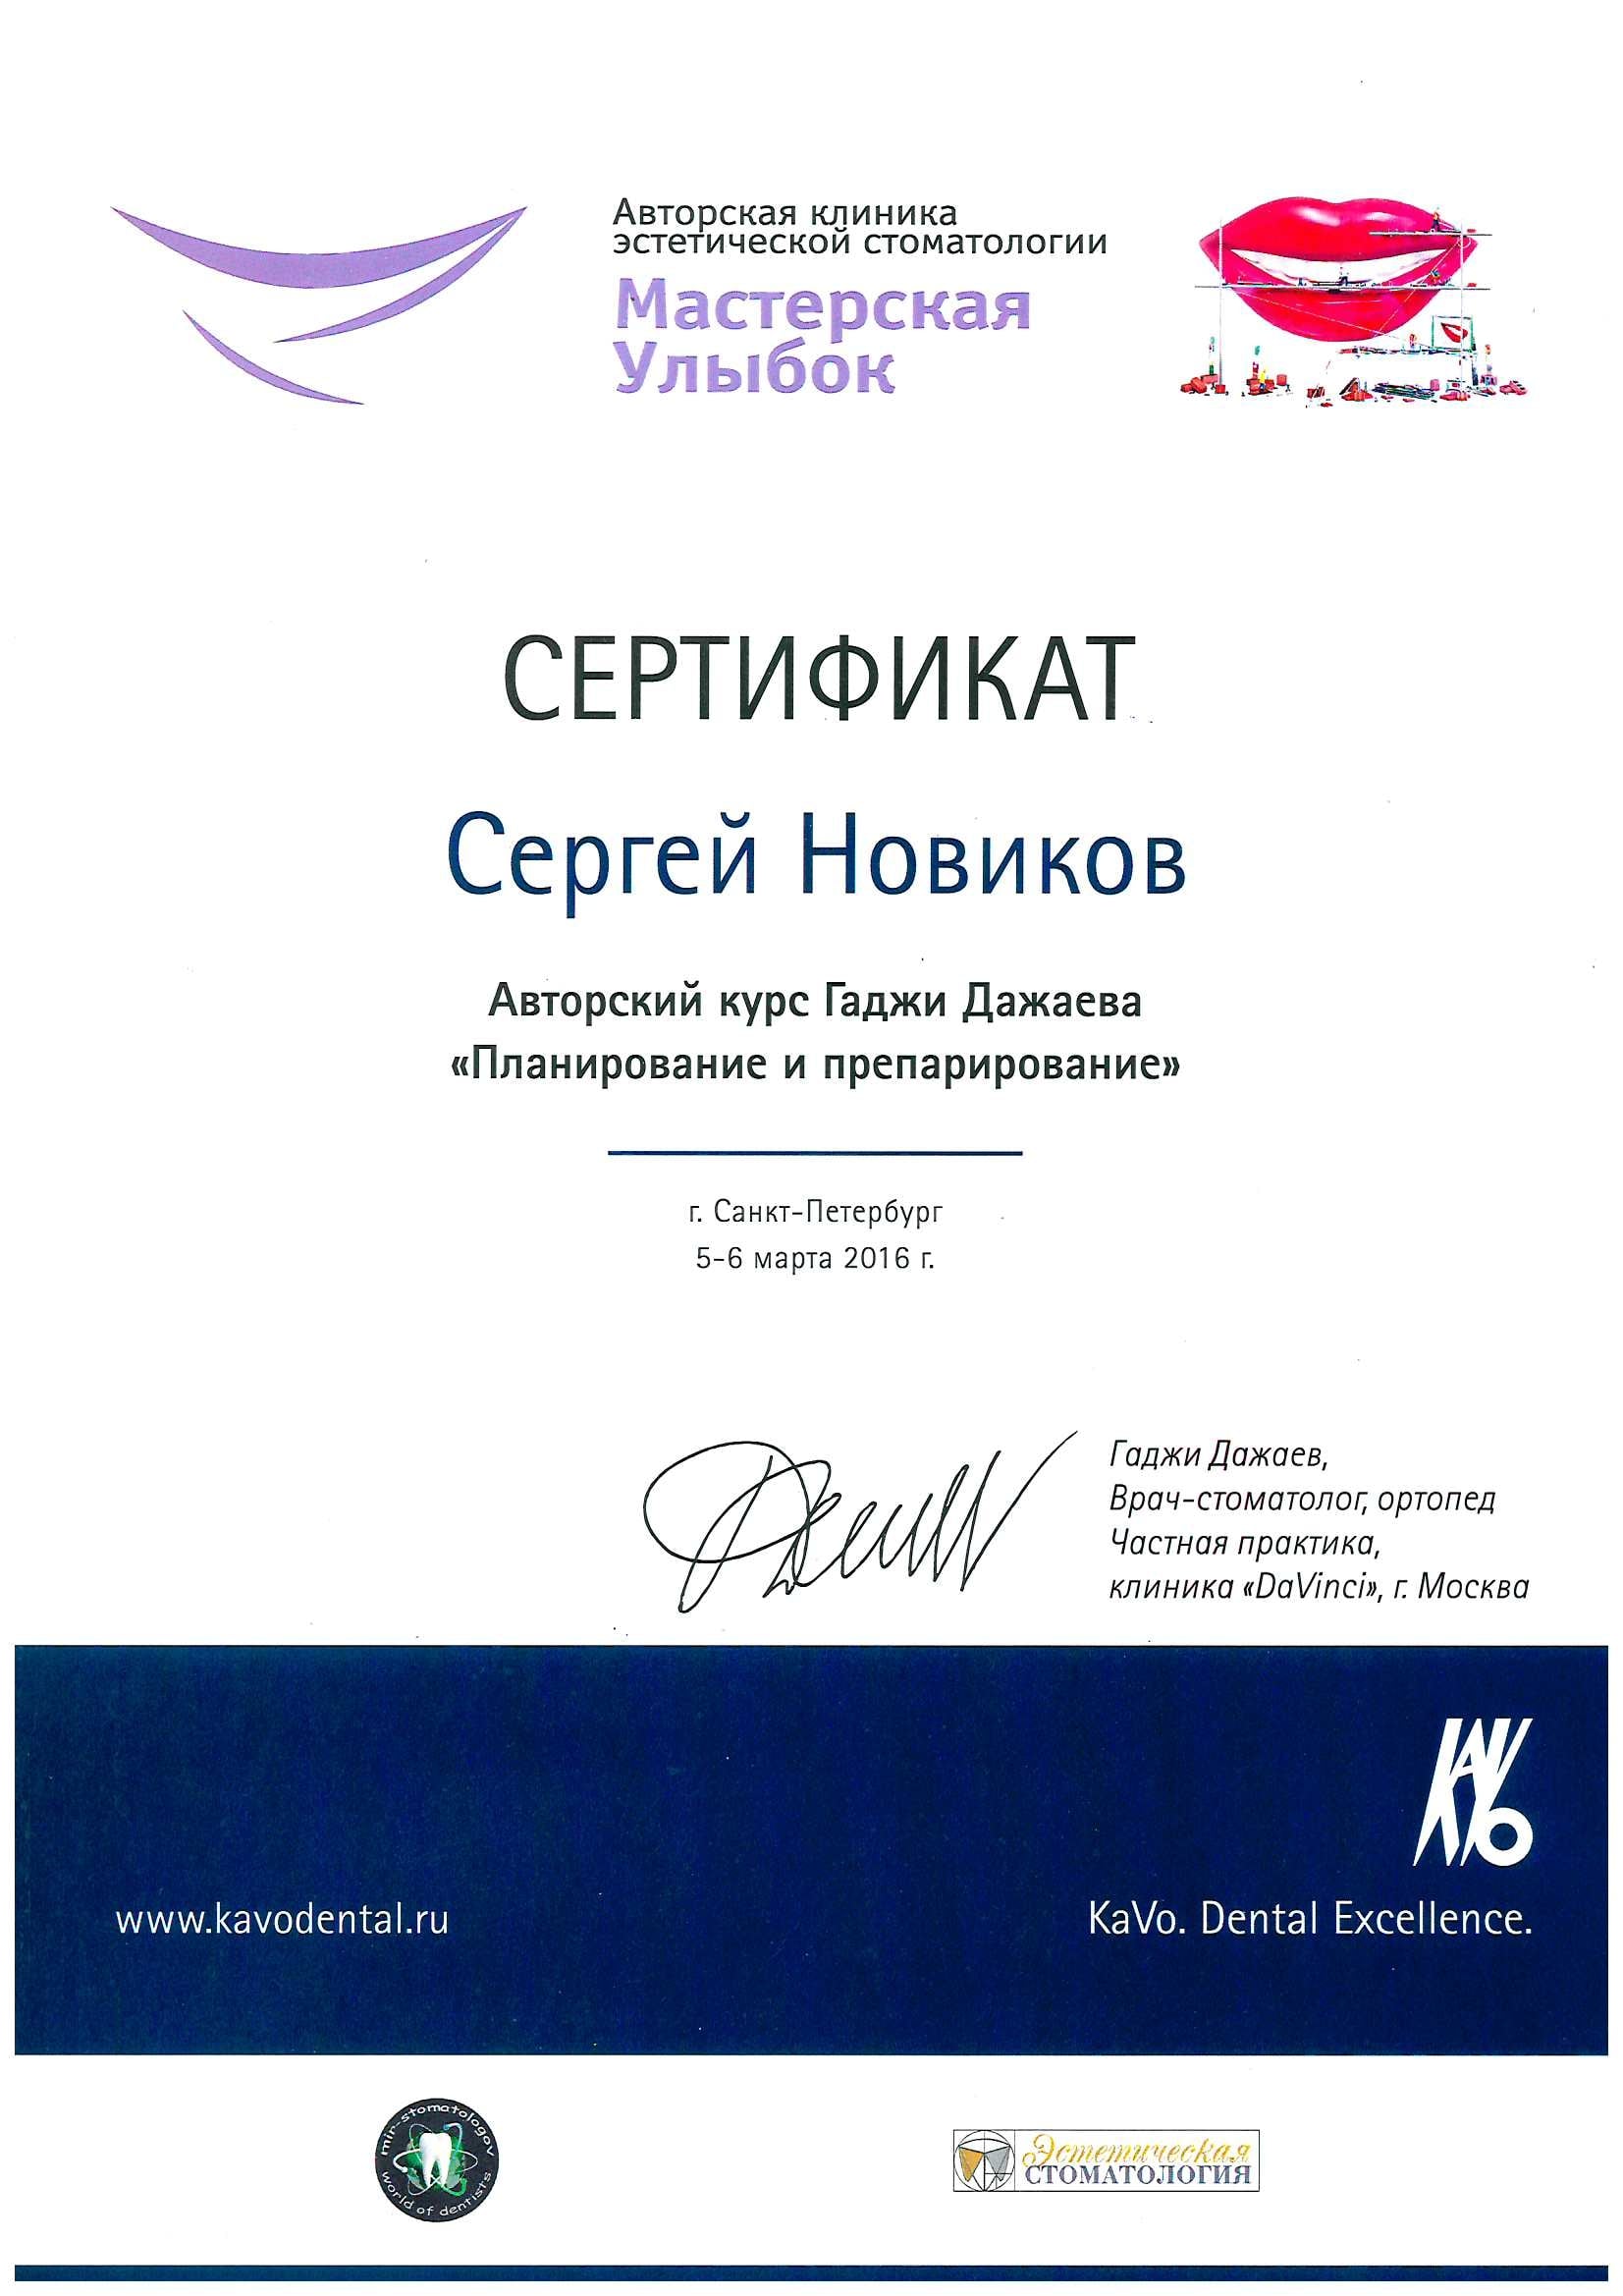 Авторская клиника
эстетической стоматологии
Мастерская
Улыбок
СЕРТИФИКАТ
Сергей Новиков
Авторский курс Гаджи Дажаева
«Планирование и препарирование»
г. Санкт-Петербург
5-6 марта 2016 г.
Гаджи Дажаев,
Врач-стоматолог, ортопед
Частная практика,
клиника «DaVinci», г. Москва
KAVO
www.kavodental.ru
KaVo. Dental Excellence.
mir-stomatologov
world of dentists
Эстетическая
СТОМАТОЛОГИЯ